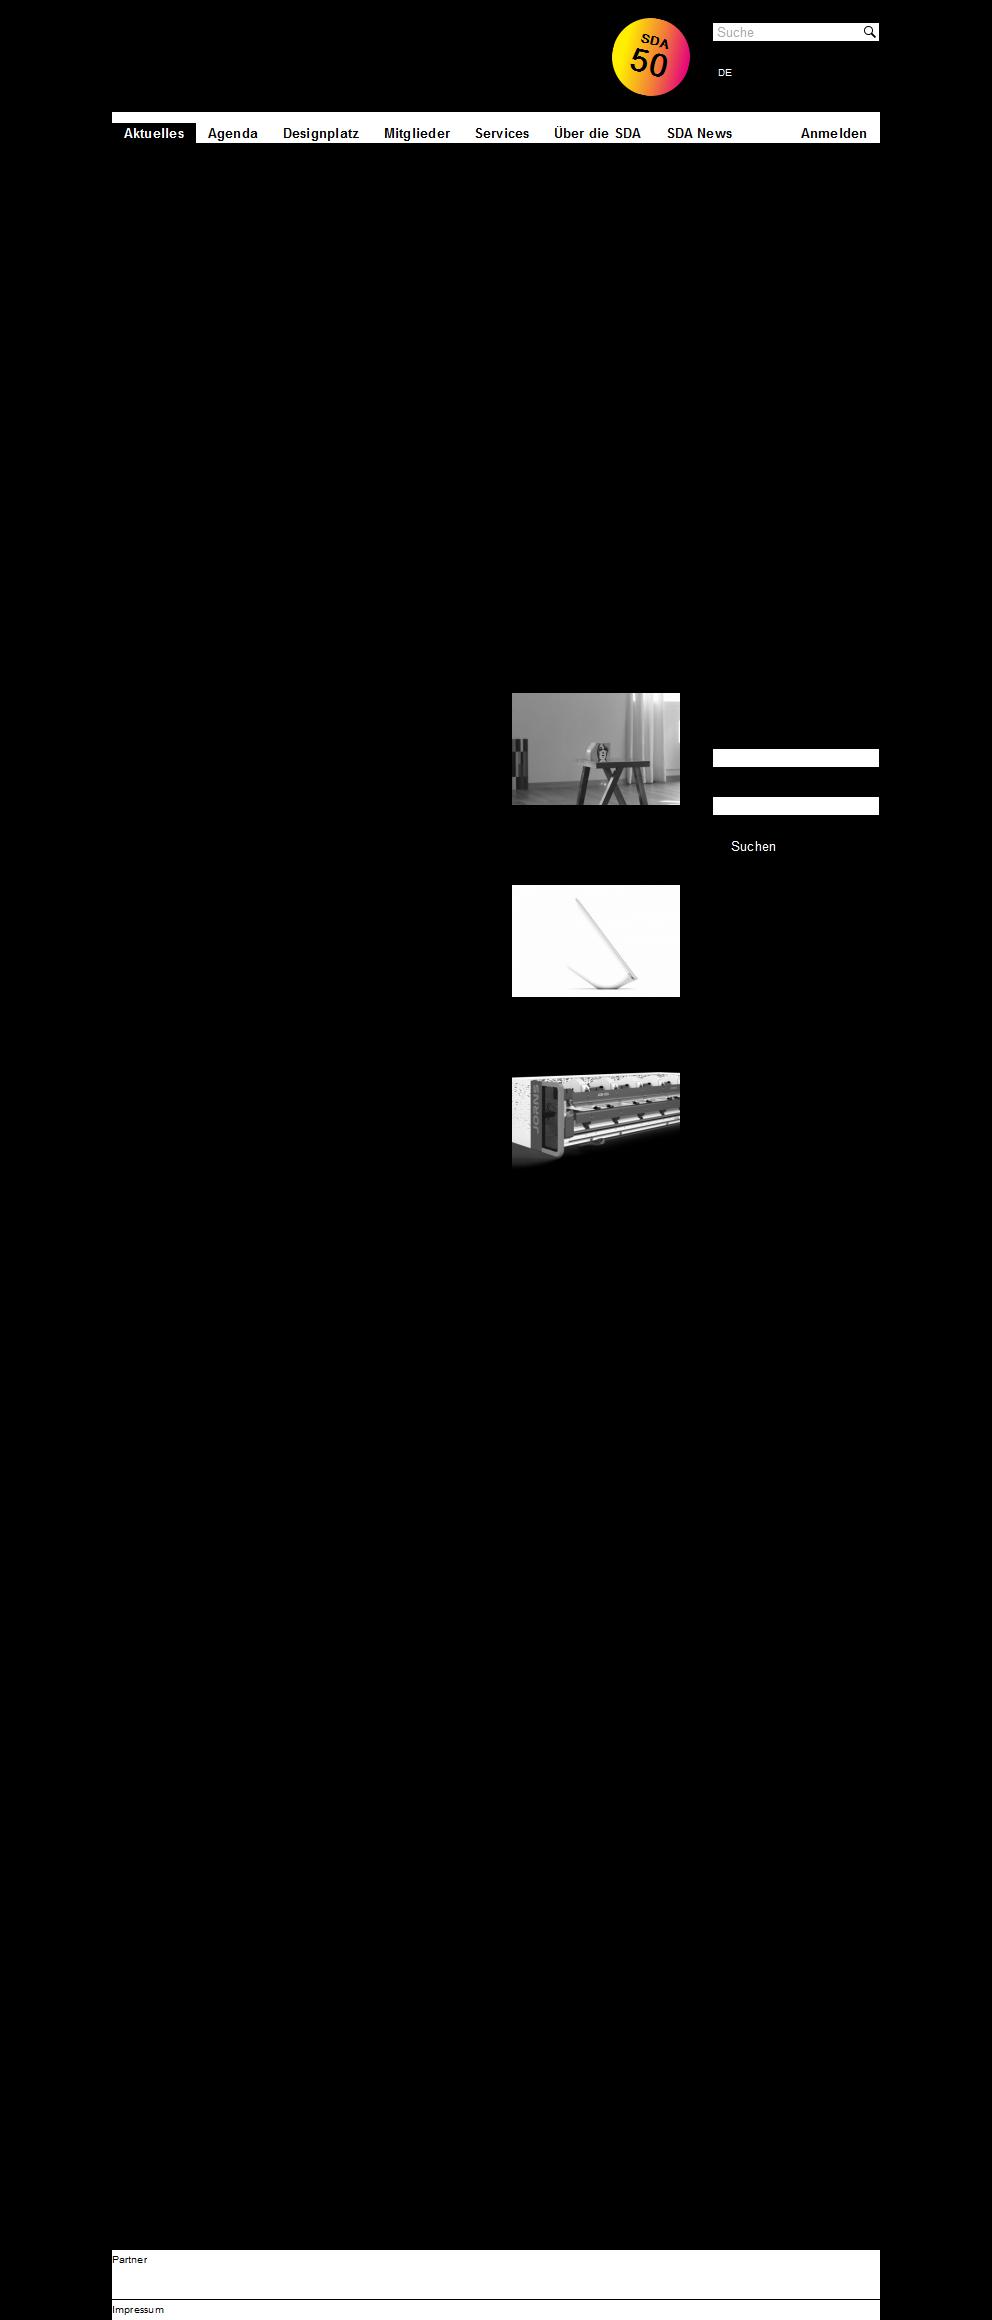 SDA
50
Suche
DE
Aktuelles Agenda Designplatz Mitglieder Services Über die SDA SDA News Anmelden
Suchen
JORNS
Partner
Impressum